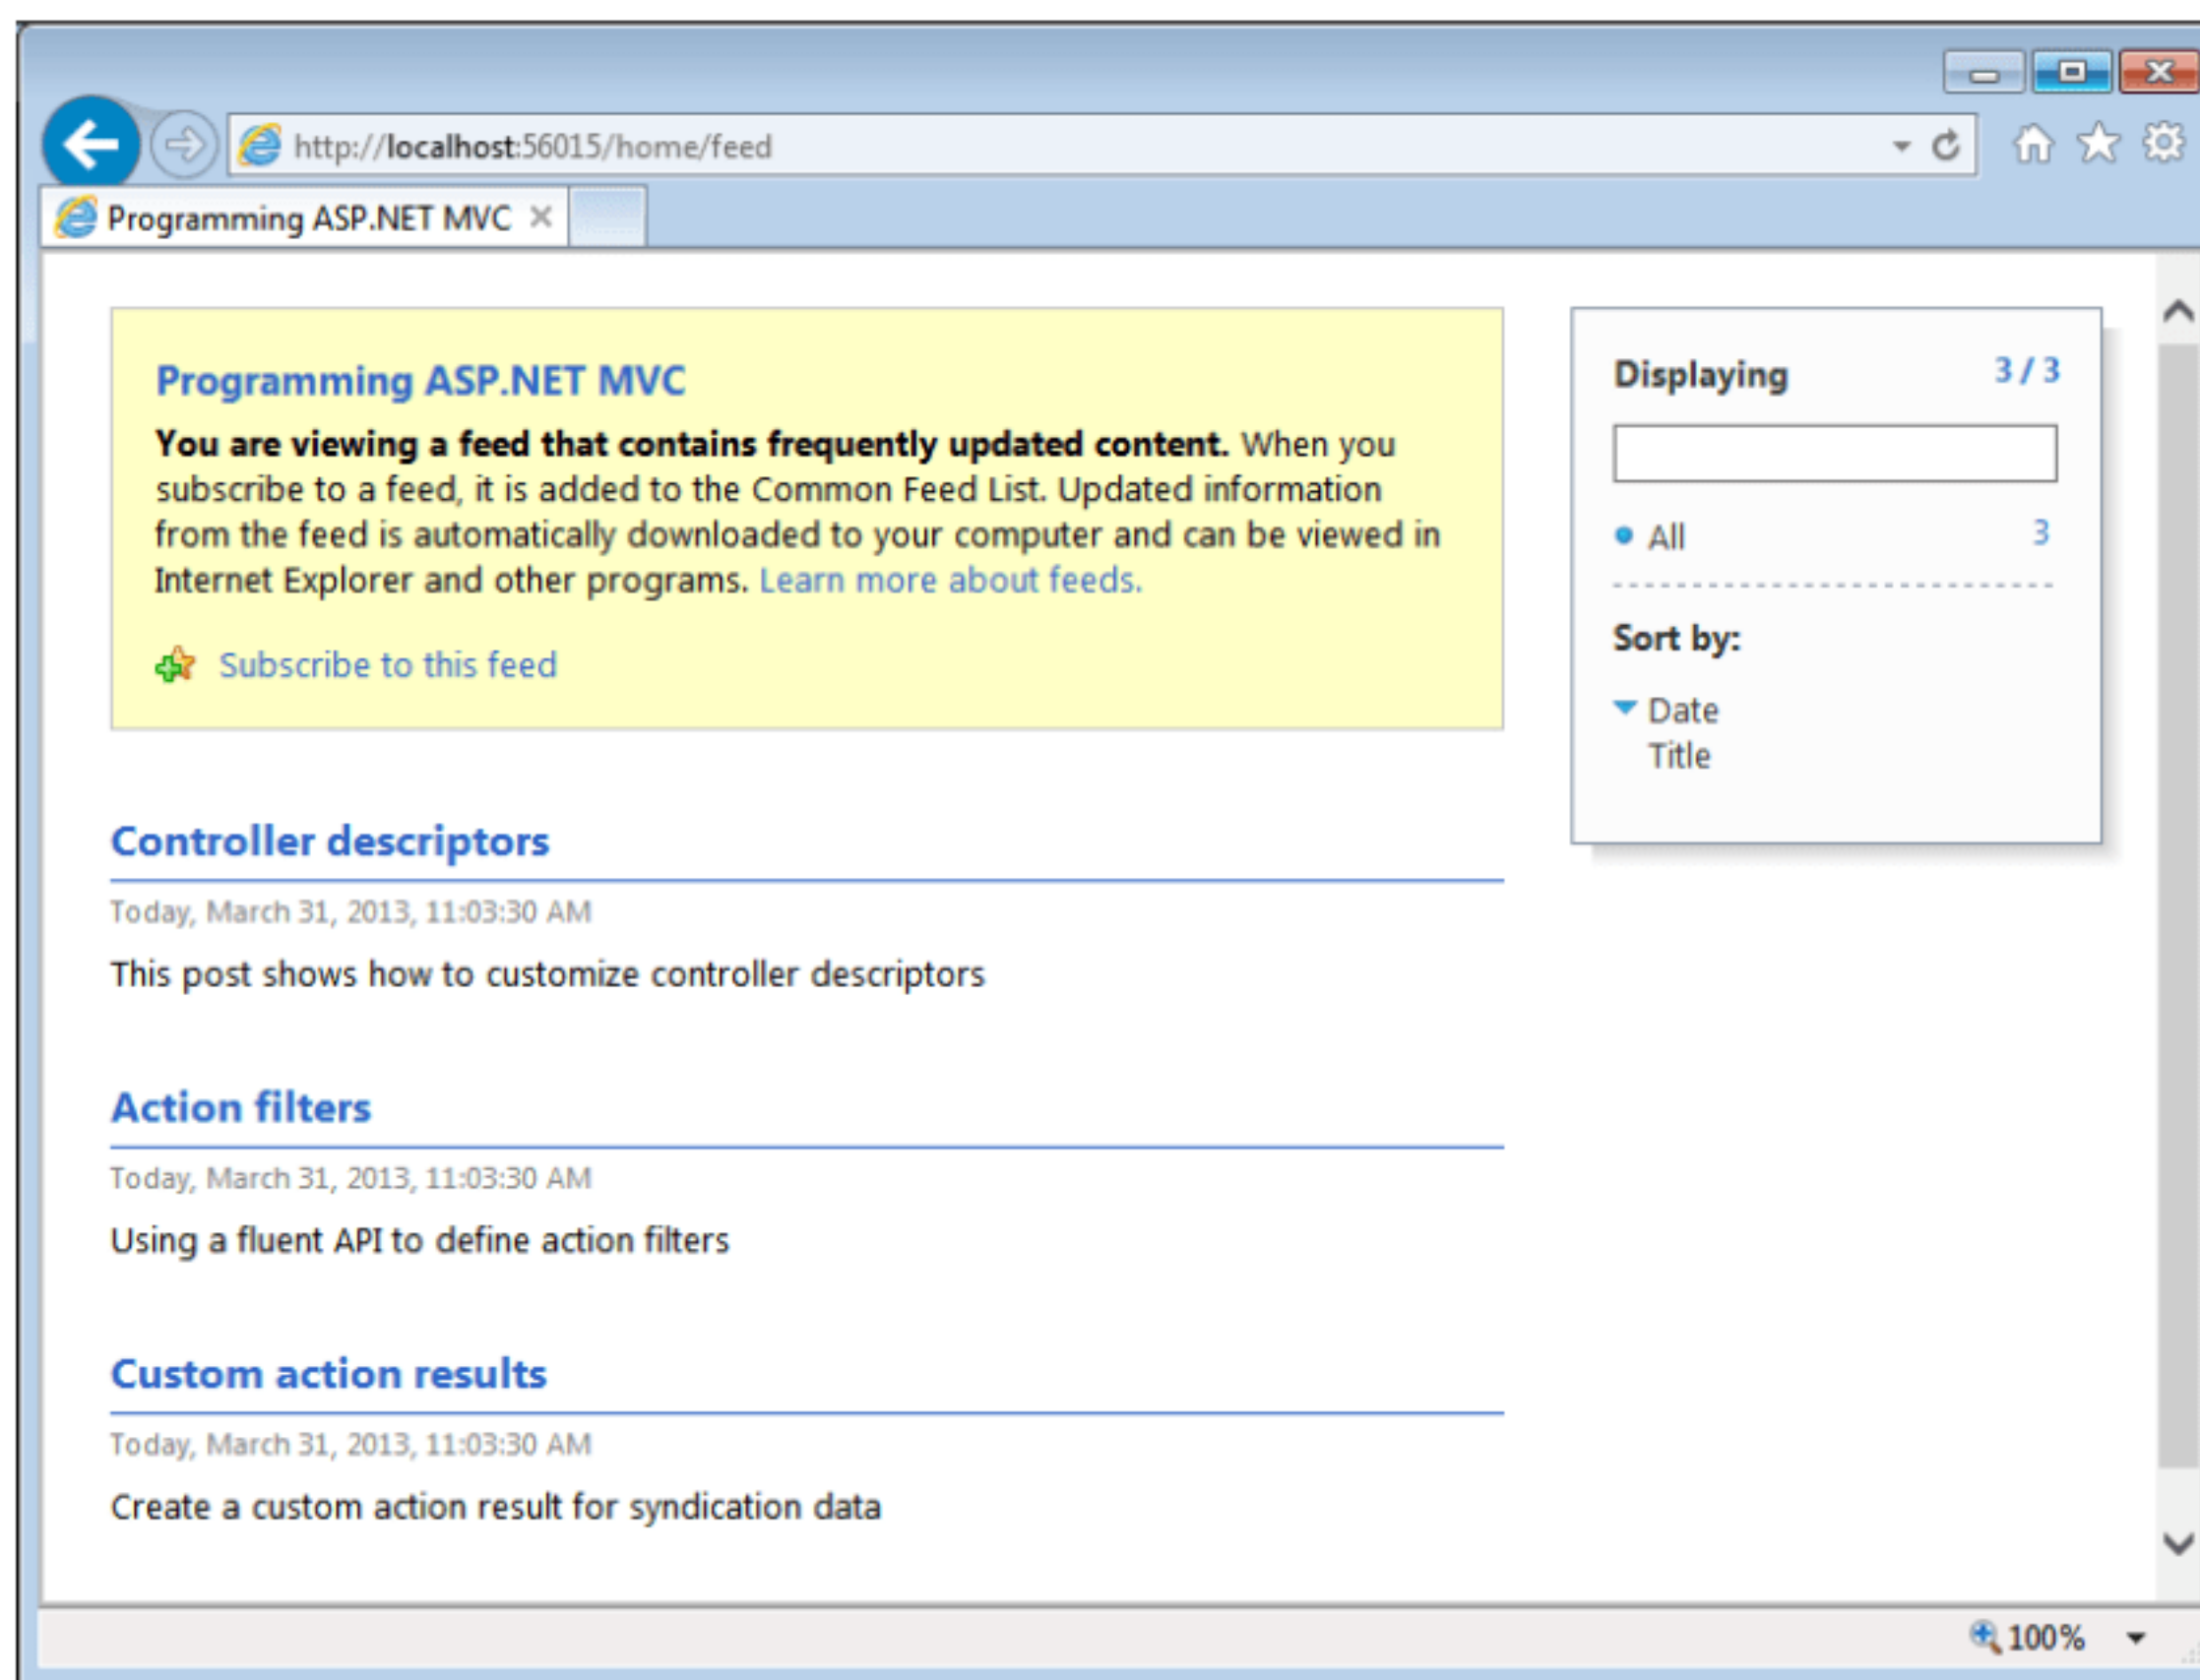 http://localhost:56015/home/feed
Programming ASP.NET MVC
Programming ASP.NET MVC
You are viewing a feed that contains frequently updated content. When you
subscribe to a feed, it is added to the Common Feed List. Updated information
from the feed is automatically downloaded to your computer and can be viewed in
Internet Explorer and other programs. Learn more about feeds.
Subscribe to this feed
Displaying 3 / 3
All 3
Sort by:
Date
Title
Controller descriptors
Today, March 31, 2013, 11:03:30 AM
This post shows how to customize controller descriptors
Action filters
Today, March 31, 2013, 11:03:30 AM
Using a fluent API to define action filters
Custom action results
Today, March 31, 2013, 11:03:30 AM
Create a custom action result for syndication data
100%